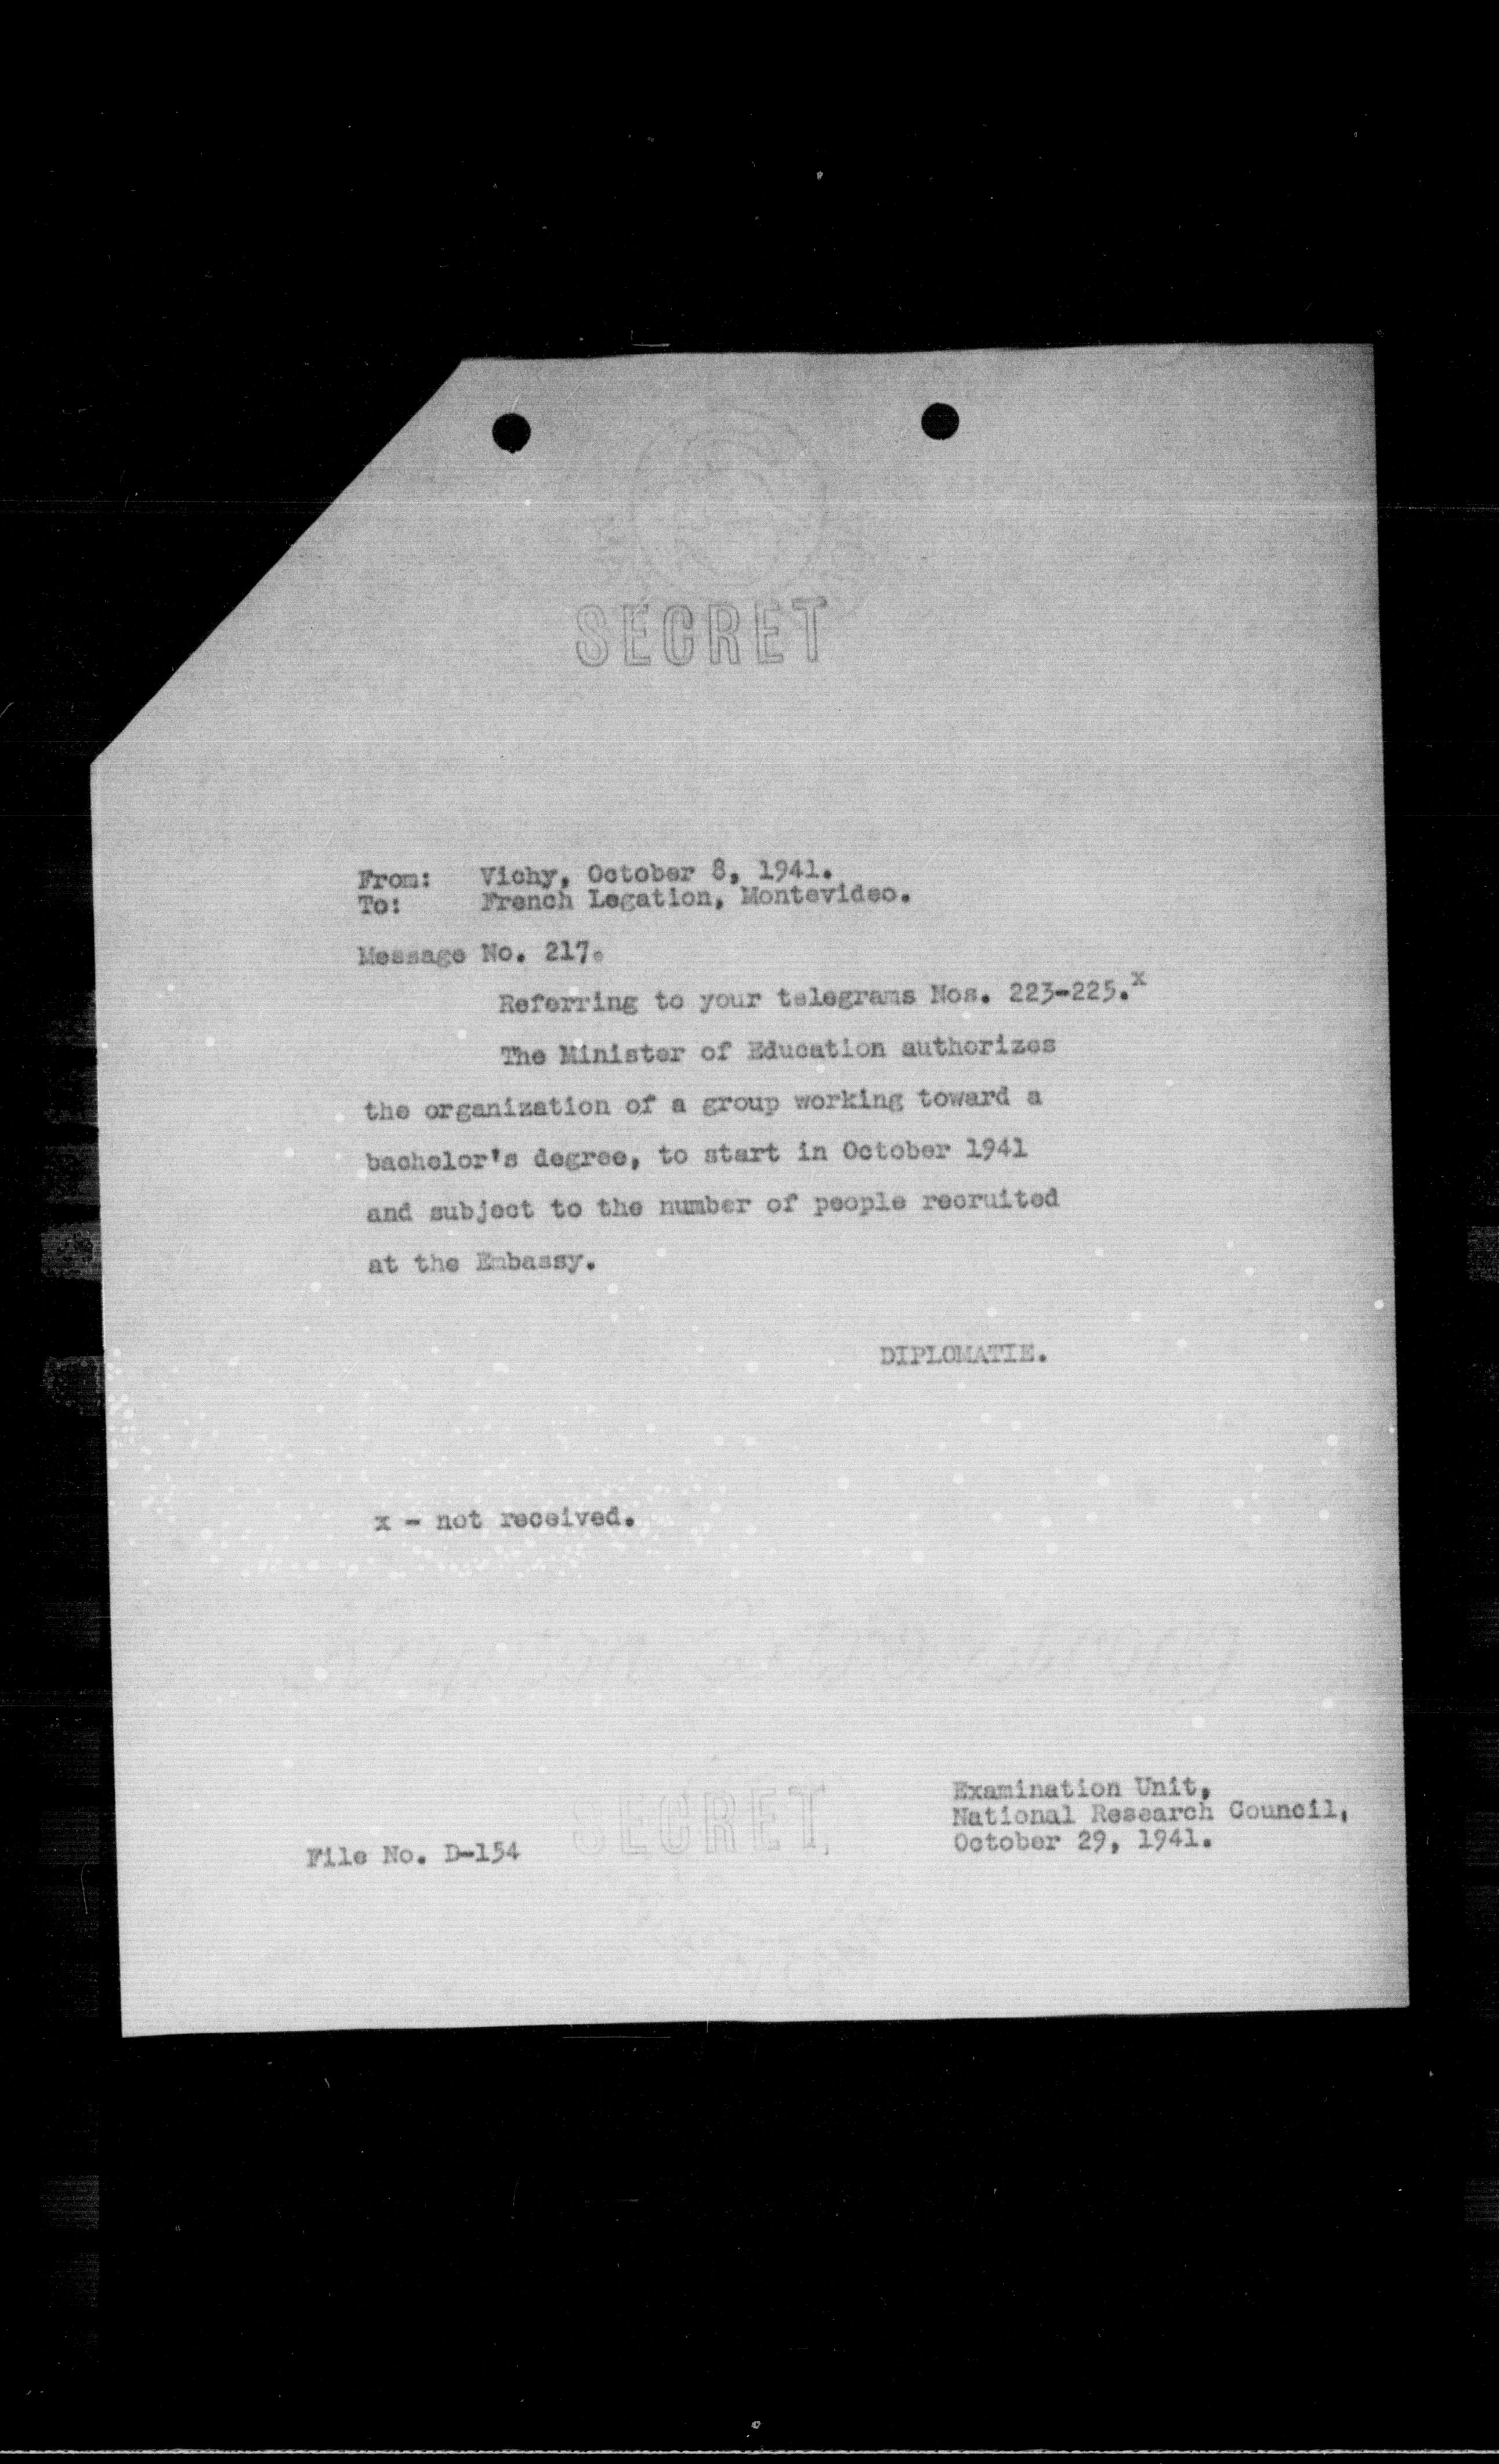 SECRET
From: Vichy, October 8, 1941.
To: French Legation, Montevideo.
Message No. 217.
Referring to your telegrams Nos. 223-225.x
The Minister of Education authorizes
the organization of a group working toward a
bachelor's degree, to start in October 1941
and subject to the number of people recruited
at the Embassy.
DIPLOMATIE.
x - not received.
Examination Unit,
National Research Council,
October 29, 1941.
SECRET
File No. D-154